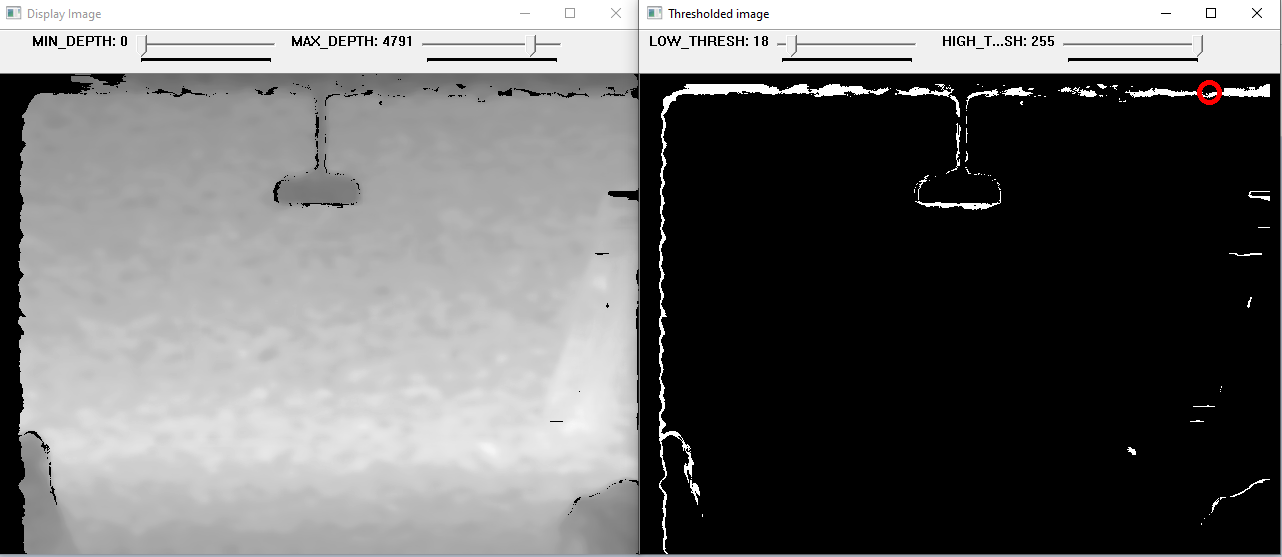 Display Image
MIN_DEPTH: 0 MAX_DEPTH: 4791
Thresholded image
LOW_THRESH: 18 HIGH_T...SH: 255